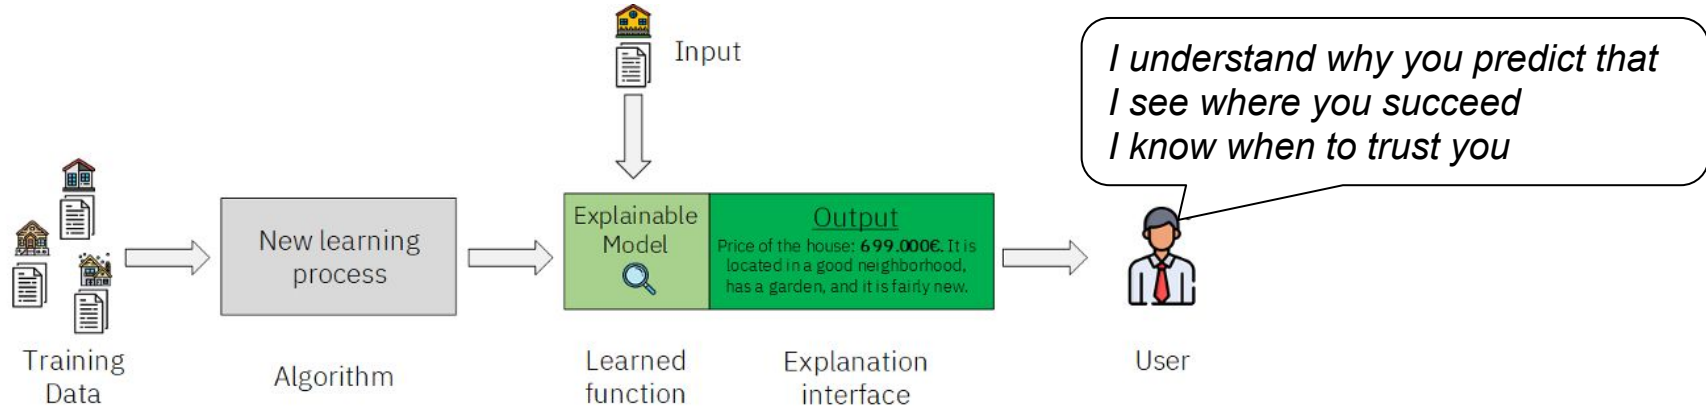 Input
I understand why you predict that
I see where you succeed
I know when to trust you
New learning
process
Explainable
Model
Output
Price of the house: 699.000€. It is
located in a good neighborhood,
has a garden, and it is fairly new.
Training
Data
Algorithm
Learned
function
Explanation
interface
User